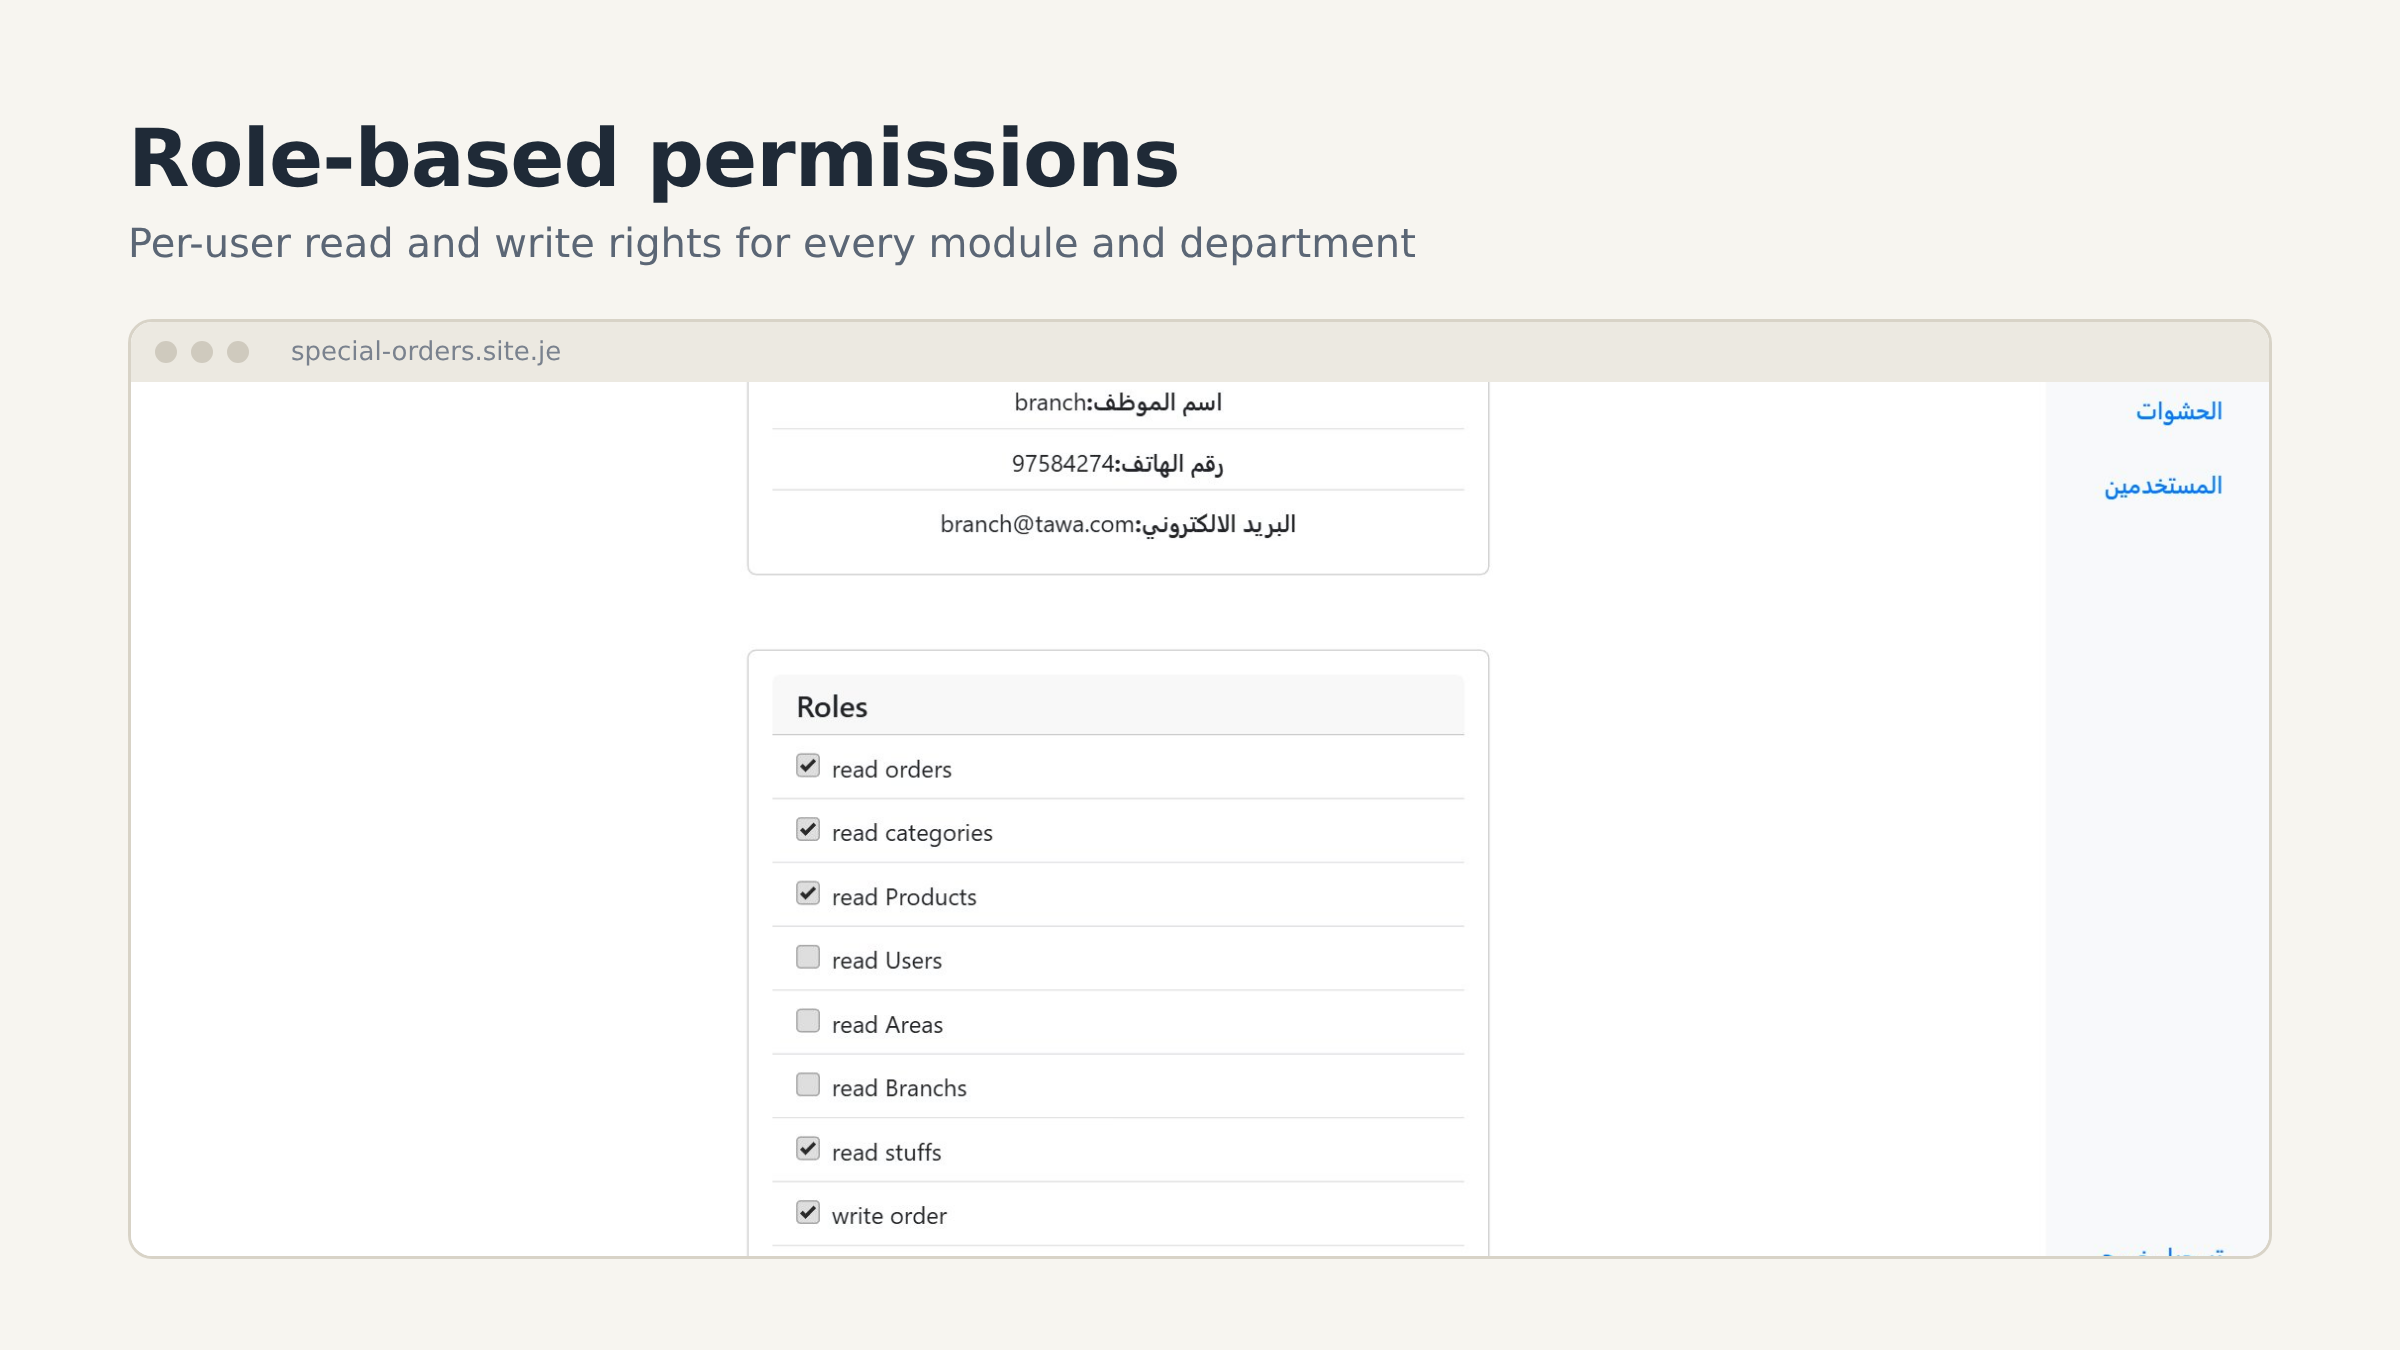 Role-based permissions
Per-user read and write rights for every module and department
special-orders.site.je
اسم الموظف:branch
رقم الهاتف:97584274
البريد الالكتروني:branch@tawa.com
الحشوات
المستخدمين
Roles
read orders
read categories
read Products
read Users
read Areas
read Branchs
read stuffs
write order